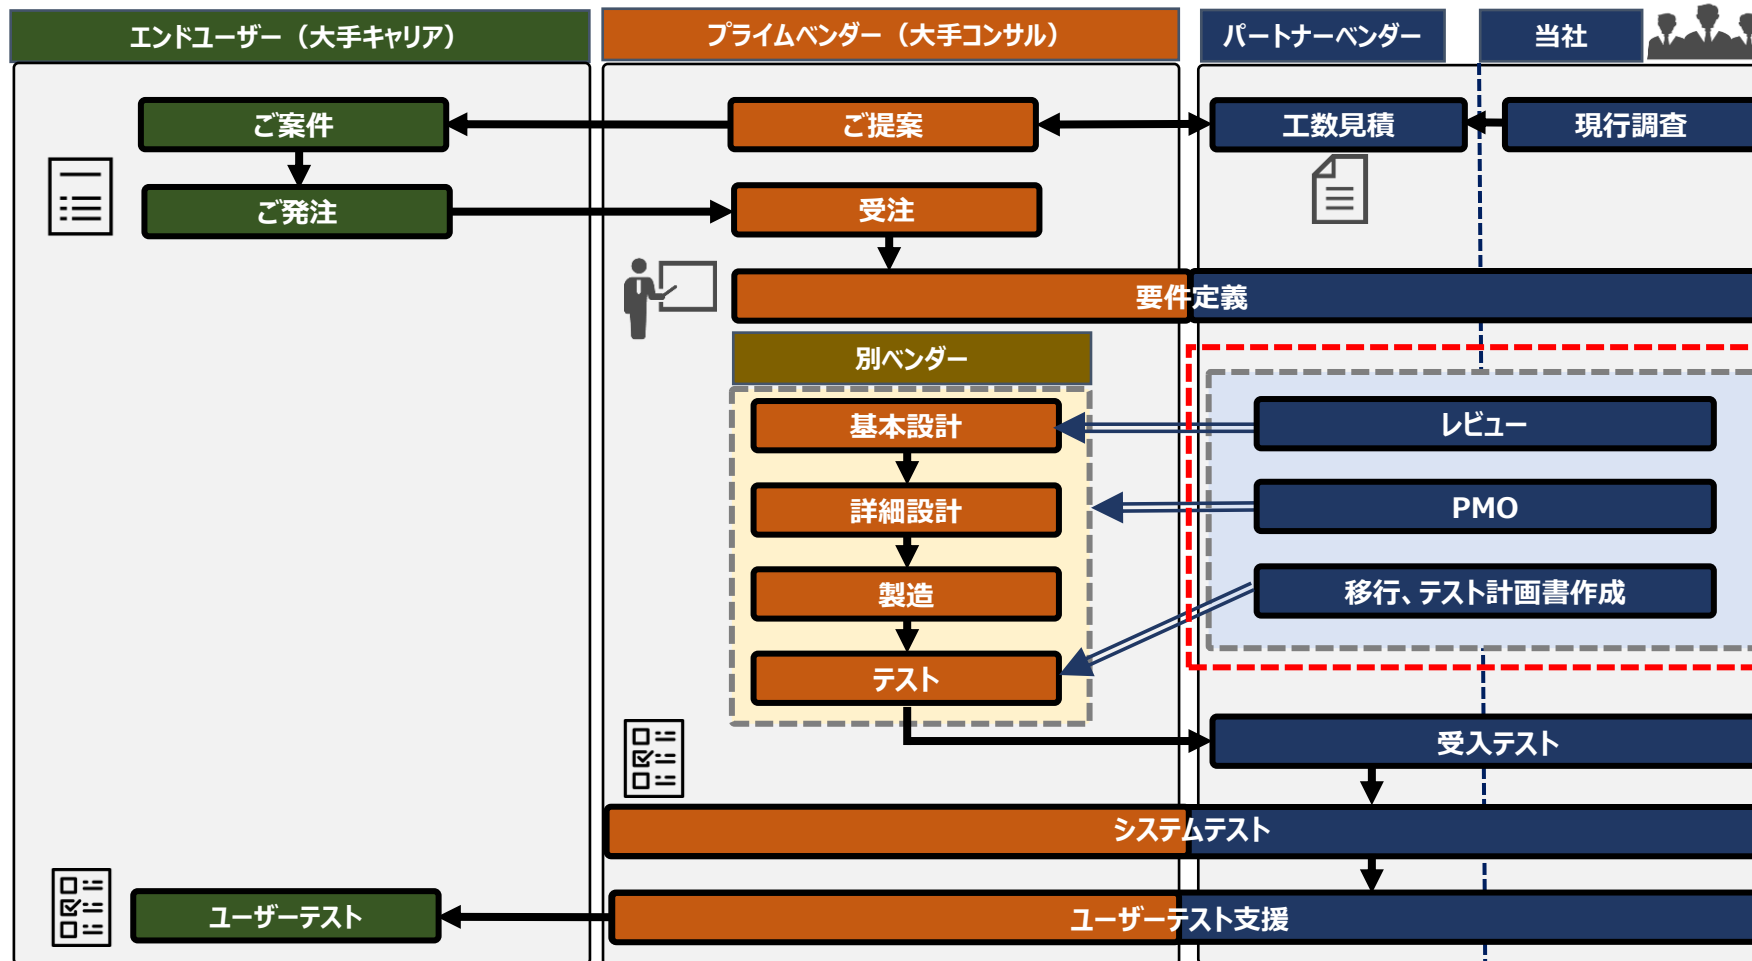 エンドユーザー（大手キャリア）
プライムベンダー（大手コンサル）
パートナーベンダー
当社
ご案件
ご提案
工数見積
現行調査
ご発注
受注
要件定義
別ベンダー
基本設計
レビュー
詳細設計
PMO
製造
移行、テスト計画書作成
テスト
受入テスト
システムテスト
ユーザーテスト
ユーザーテスト支援